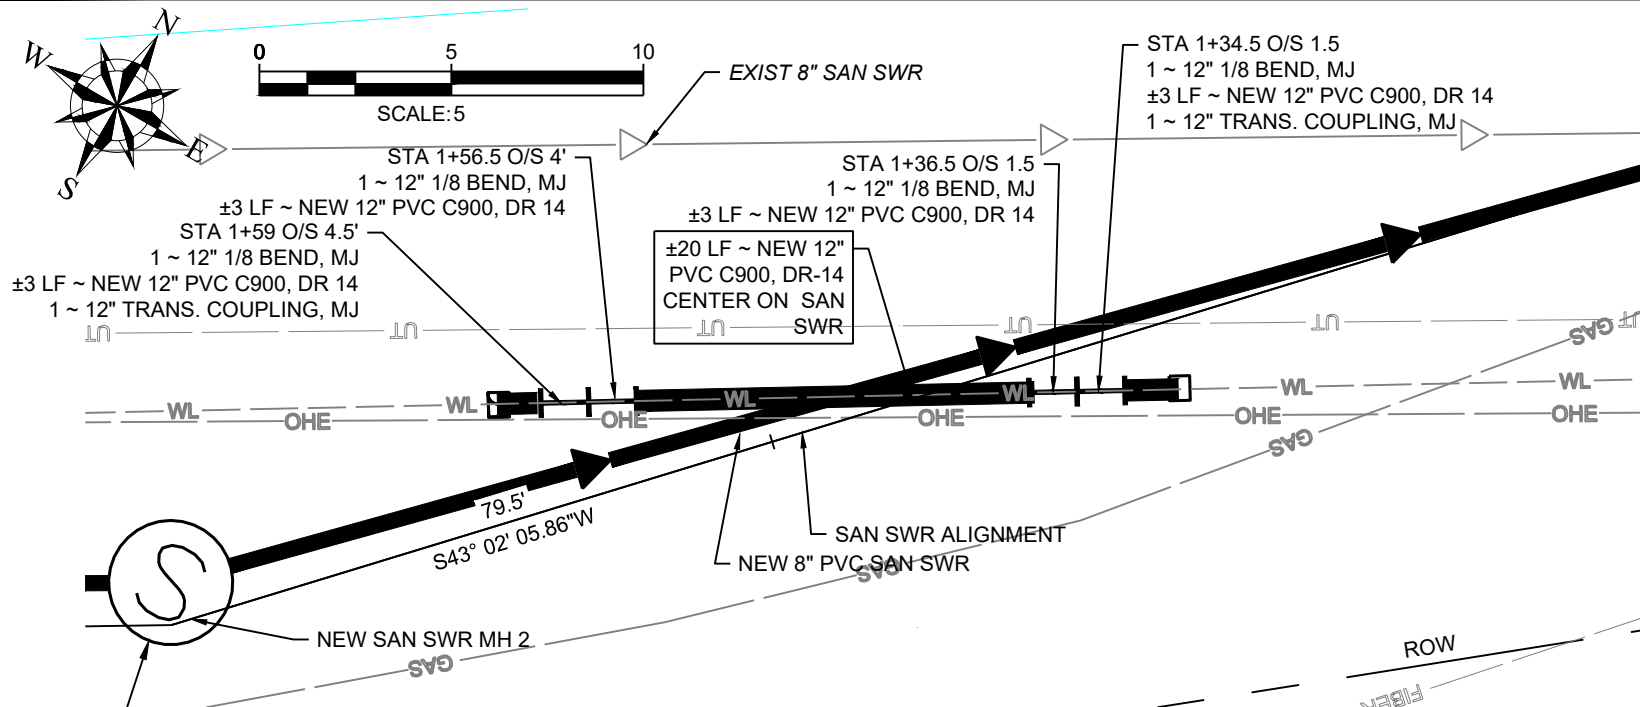 N
W
E
S
0 5 10
SCALE:5
EXIST 8" SAN SWR
STA 1+34.5 O/S 1.5
1 ~ 12" 1/8 BEND, MJ
±3 LF ~ NEW 12" PVC C900, DR 14
1 ~ 12" TRANS. COUPLING, MJ
STA 1+56.5 O/S 4'
1 ~ 12" 1/8 BEND, MJ
±3 LF ~ NEW 12" PVC C900, DR 14
STA 1+36.5 O/S 1.5
1 ~ 12" 1/8 BEND, MJ
±3 LF ~ NEW 12" PVC C900, DR 14
STA 1+59 O/S 4.5'
1 ~ 12" 1/8 BEND, MJ
±3 LF ~ NEW 12" PVC C900, DR 14
1 ~ 12" TRANS. COUPLING, MJ
±20 LF ~ NEW 12"
PVC C900, DR-14
CENTER ON SAN
SWR
UT UT UT UT UT UT
GAS
WL WL WL WL WL WL
OHE OHE OHE OHE OHE
GAS
79.5'
S43° 02' 05.86"W
SAN SWR ALIGNMENT
NEW 8" PVC SAN SWR
GAS
S
NEW SAN SWR MH 2
GAS
ROW
FIBER